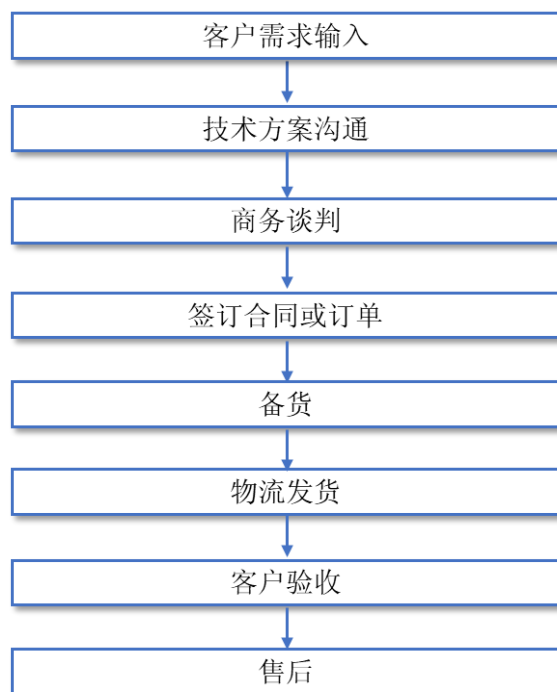 客户需求输入
技术方案沟通
商务谈判
签订合同或订单
备货
物流发货
客户验收
售后